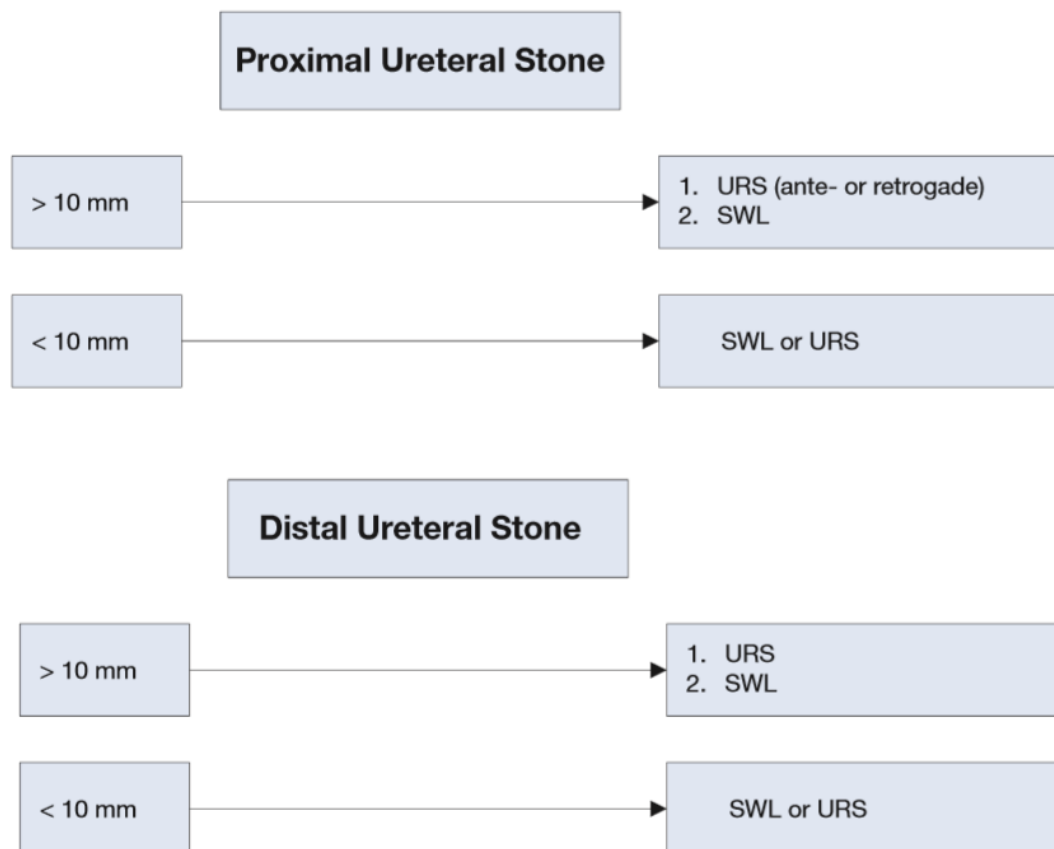 Proximal Ureteral Stone
> 10 mm
1. URS (ante- or retrogade)
2. SWL
< 10 mm
SWL or URS
Distal Ureteral Stone
> 10 mm
1. URS
2. SWL
< 10 mm
SWL or URS